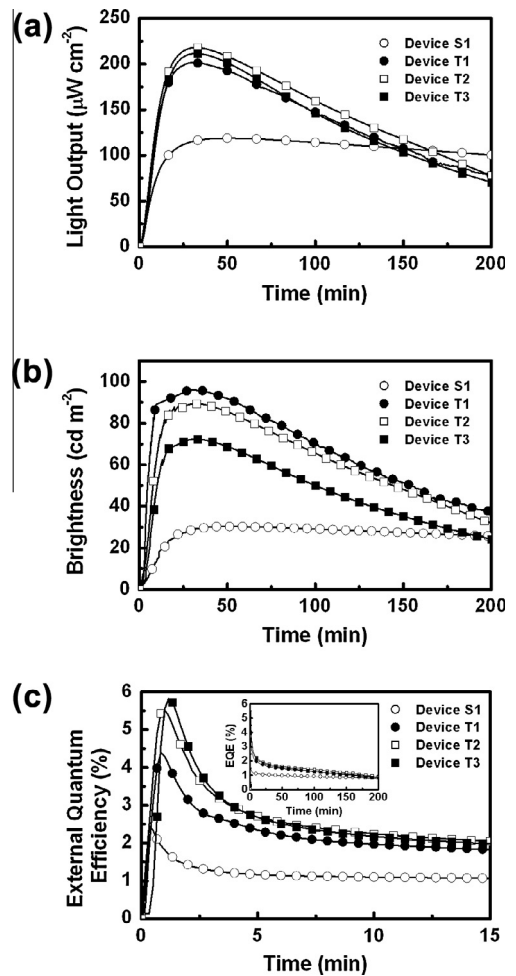 (a)
250
200
150
100
50
0
Light Output (μW cm-2)
Device S1
Device T1
Device T2
Device T3
0 50 100 150 200
Time (min)
(b)
100
80
60
40
20
0
Brightness (cd m-2)
Device S1
Device T1
Device T2
Device T3
0 50 100 150 200
Time (min)
(c)
6
5
4
3
2
1
0
External Quantum
Efficiency (%)
6
5
4
3
2
1
0
EQE (%)
0 50 100 150 200
Time (min)
Device S1
Device T1
Device T2
Device T3
0 5 10 15
Time (min)